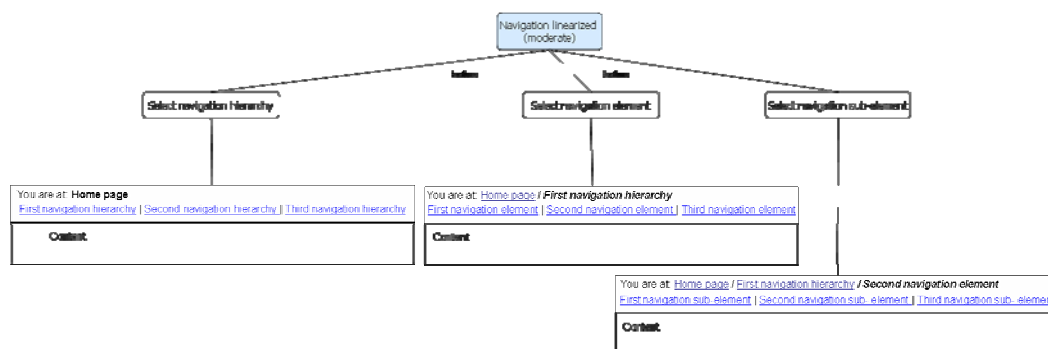 Navigation linearized
(moderate)
before
before
Select navigation hierarchy
Select navigation element
Select navigation sub-element
You are at: Home page
First navigation hierarchy | Second navigation hierarchy | Third navigation hierarchy
Content
You are at: Home page / First navigation hierarchy
First navigation element | Second navigation element | Third navigation element
Content
You are at: Home page / First navigation hierarchy / Second navigation element
First navigation sub-element | Second navigation sub- element | Third navigation sub- elemen
Content